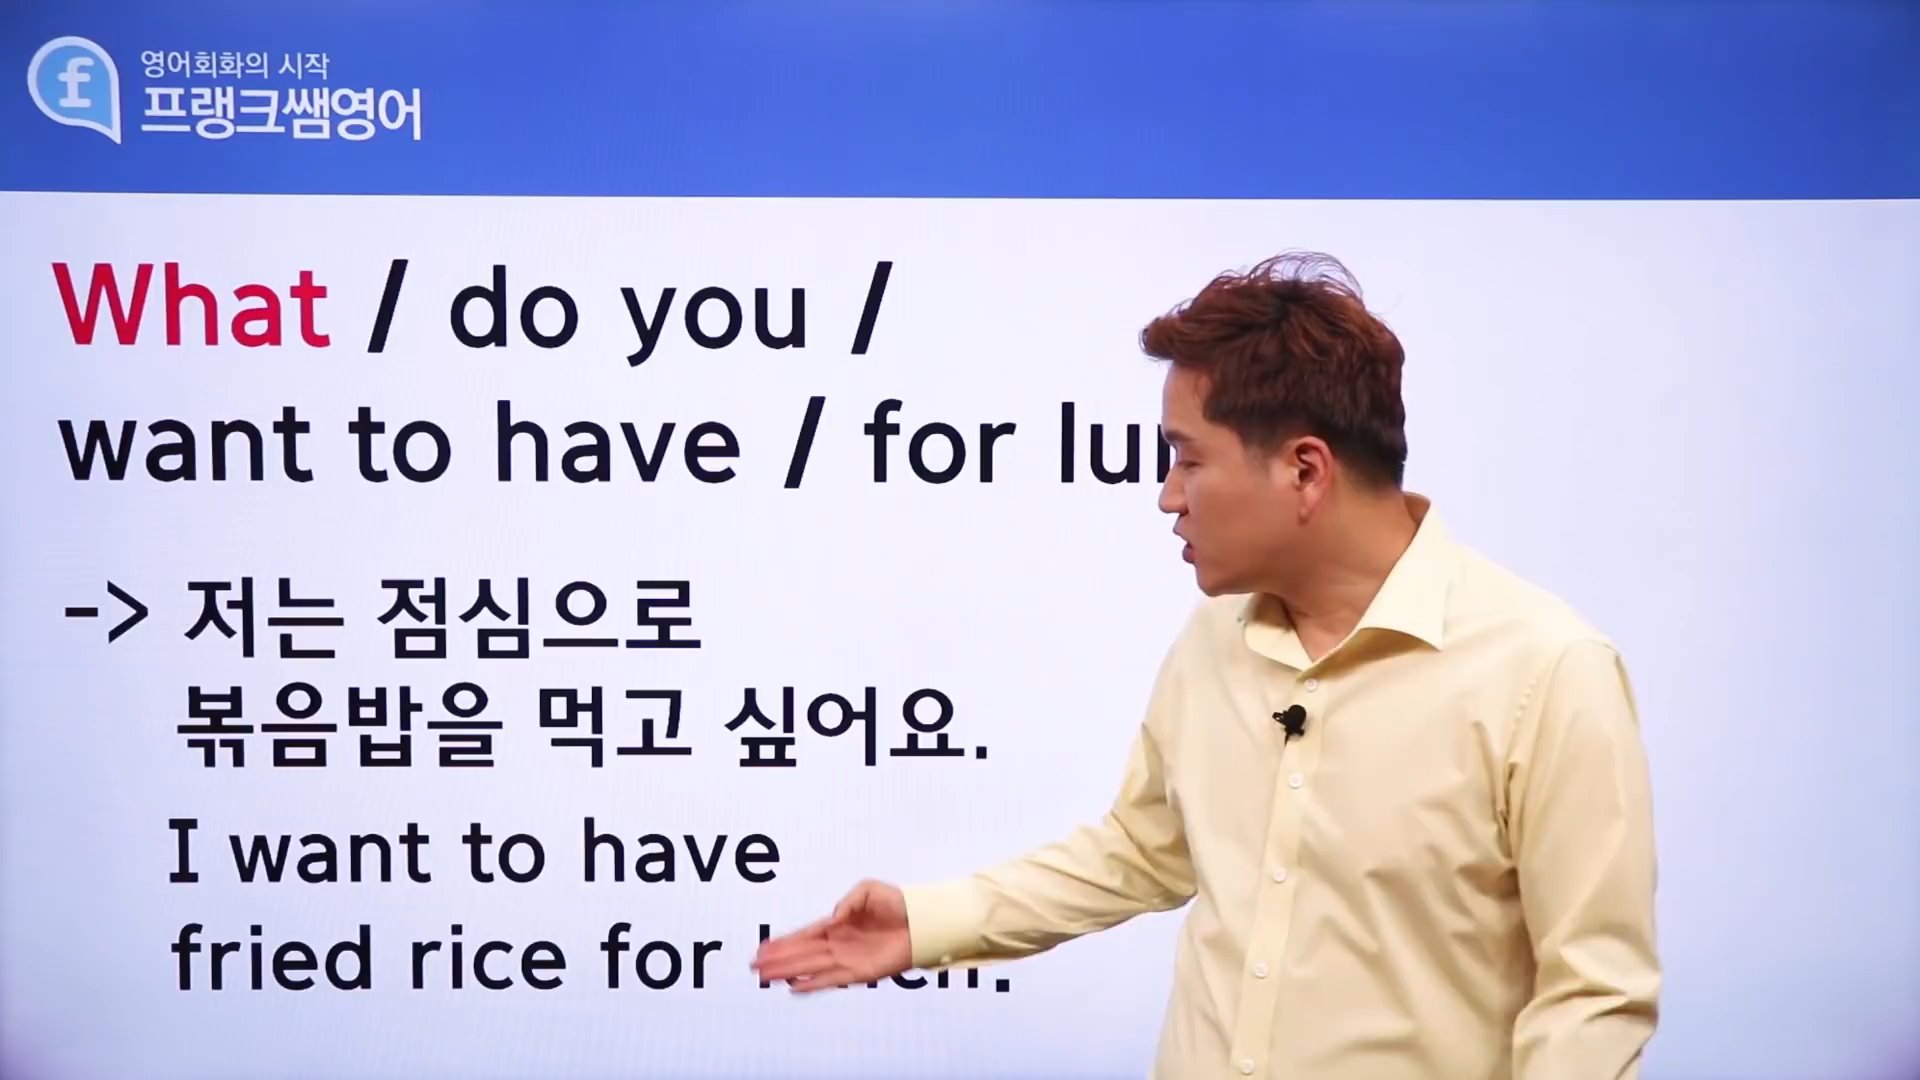 영어회화의 시작
프랭크쌤영어
What / do you /
want to have / for
-> 저는 점심으로
볶음밥을 먹고 싶어요.
I want to have
fried rice for